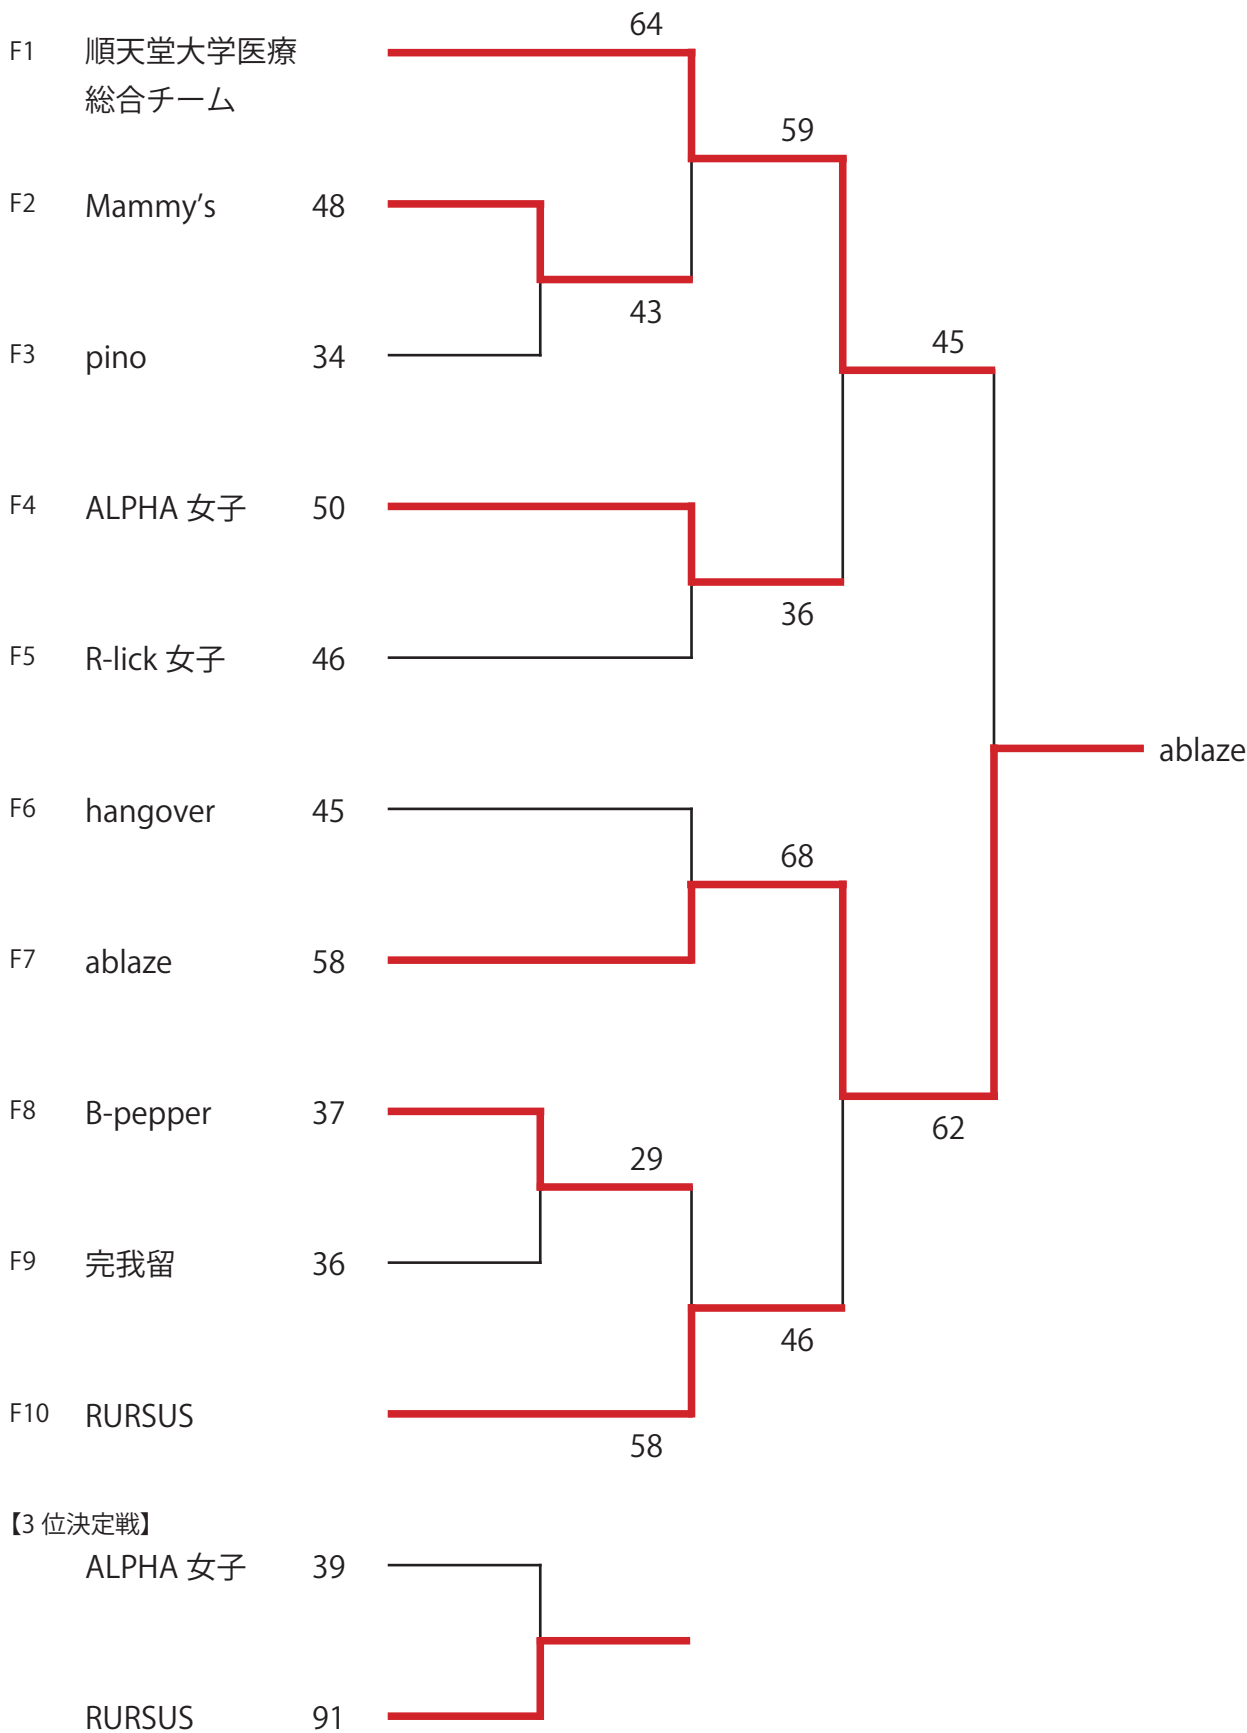 64
F1 順天堂大学医療
総合チーム
59
F2 Mammy’s 48
43
45
F3 pino 34
F4 ALPHA 女子 50
36
F5 R-lick 女子 46
ablaze
F6 hangover 45
68
F7 ablaze 58
F8 B-pepper 37
62
29
F9 完我留 36
46
F10 RURSUS
58
【3 位決定戦】
ALPHA 女子 39
RURSUS 91